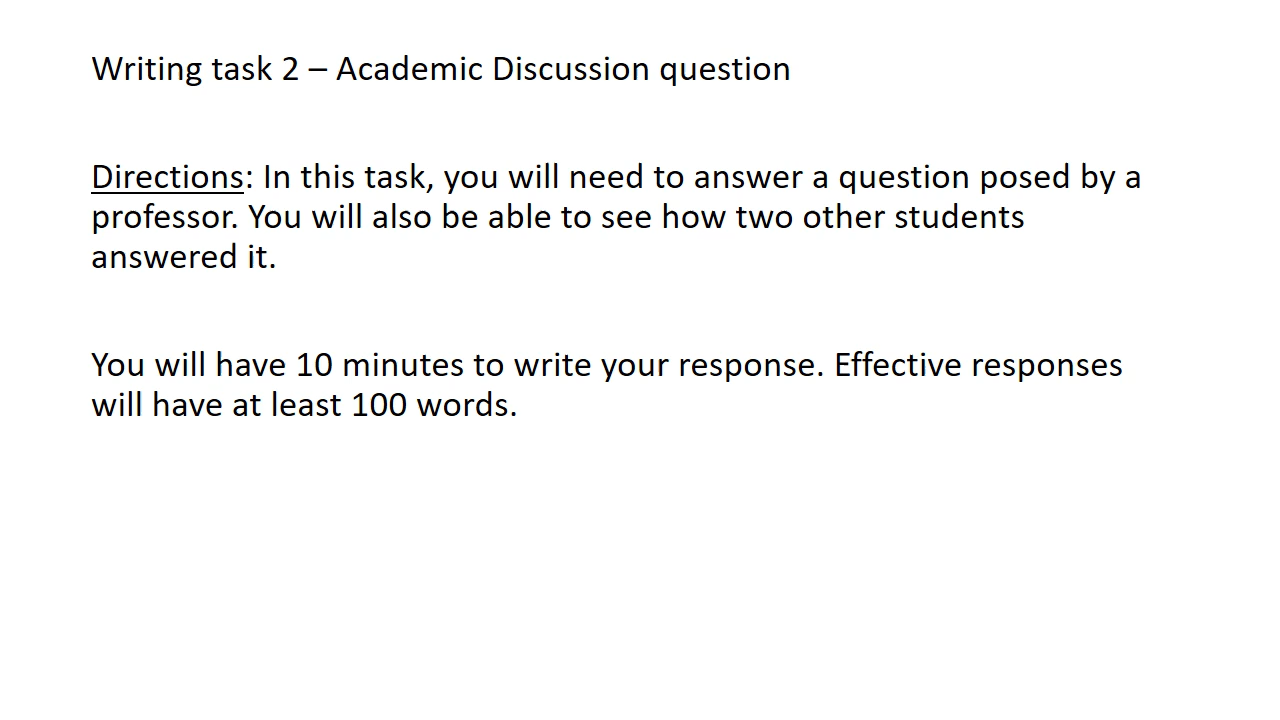 Writing task 2 – Academic Discussion question
Directions: In this task, you will need to answer a question posed by a
professor. You will also be able to see how two other students
answered it.
You will have 10 minutes to write your response. Effective responses
will have at least 100 words.